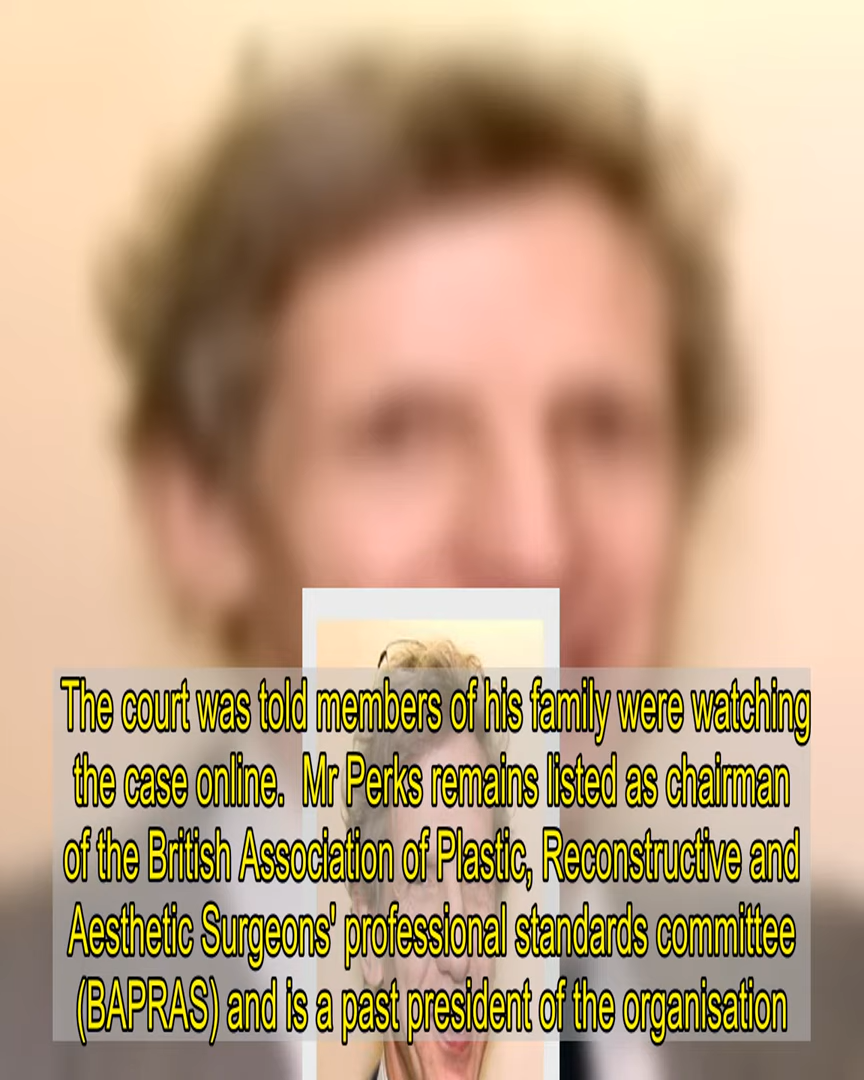 The court was told members of his family were watching
the case online.  Mr Perks remains listed as chairman
of the British Association of Plastic, Reconstructive and
Aesthetic Surgeons' professional standards committee
(BAPRAS) and is a past president of the organisation